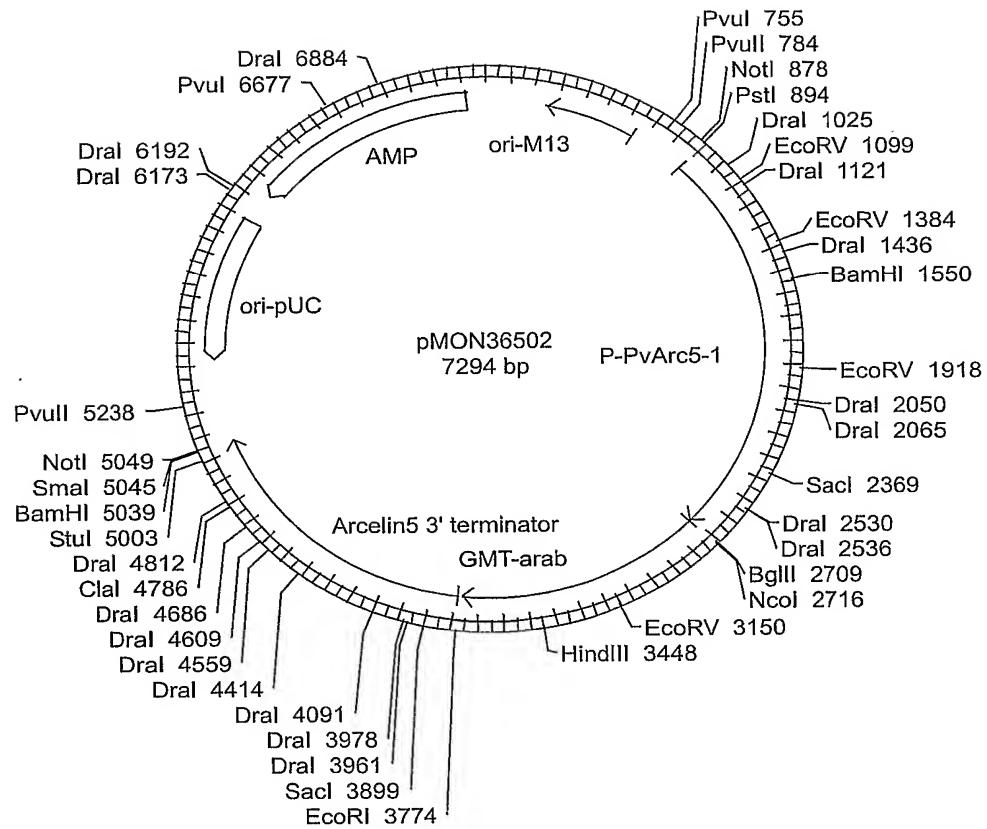 PvuI 755
PvuII 784
NotI 878
PstI 894
DraI 1025
EcoRV 1099
DraI 1121
EcoRV 1384
DraI 1436
BamHI 1550
EcoRV 1918
DraI 2050
DraI 2065
SacI 2369
DraI 2530
DraI 2536
BglII 2709
NcoI 2716
EcoRV 3150
HindIII 3448
DraI 6884
PvuI 6677
DraI 6192
DraI 6173
PvuII 5238
NotI 5049
SmaI 5045
BamHI 5039
StuI 5003
DraI 4812
ClaI 4786
DraI 4686
DraI 4609
DraI 4559
DraI 4414
DraI 4091
DraI 3978
DraI 3961
SacI 3899
EcoRI 3774
AMP
ori-M13
ori-pUC
pMON36502
7294 bp
P-PvArc5-1
Arcelin5 3' terminator
GMT-arab